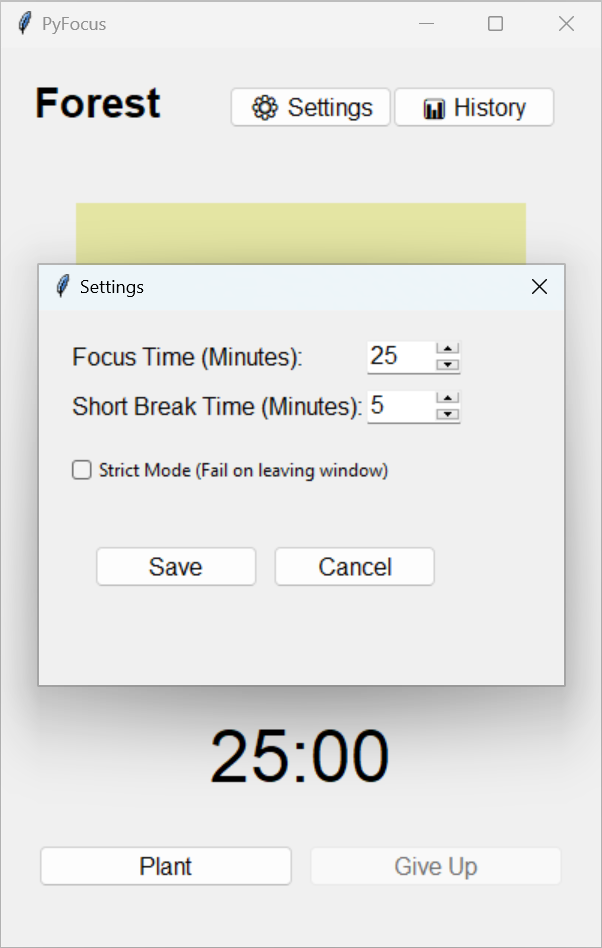 PyFocus
Forest
Settings
History
Settings
Focus Time (Minutes):
25
Short Break Time (Minutes):
5
Strict Mode (Fail on leaving window)
Save
Cancel
25:00
Plant
Give Up